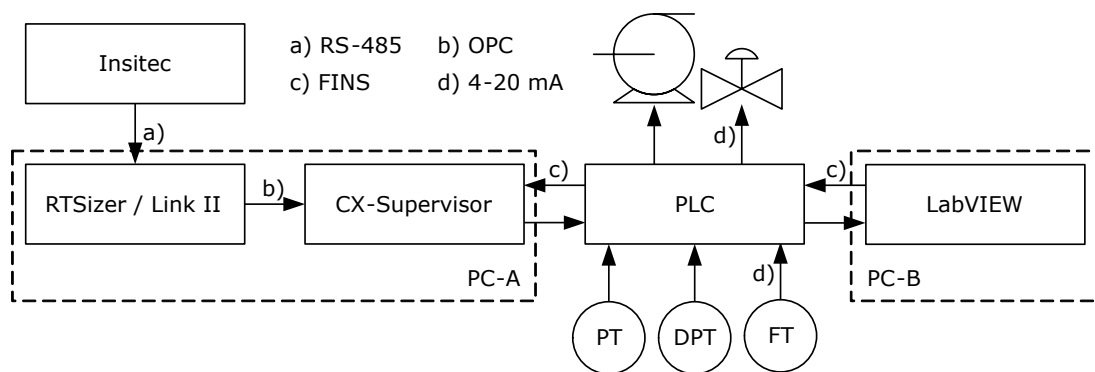 Insitec
a) RS-485 b) OPC
c) FINS d) 4-20 mA
a)
d)
RTSizer / Link II
b)
CX-Supervisor
c)
PLC
c)
LabVIEW
PC-A
PC-B
d)
PT
DPT
FT